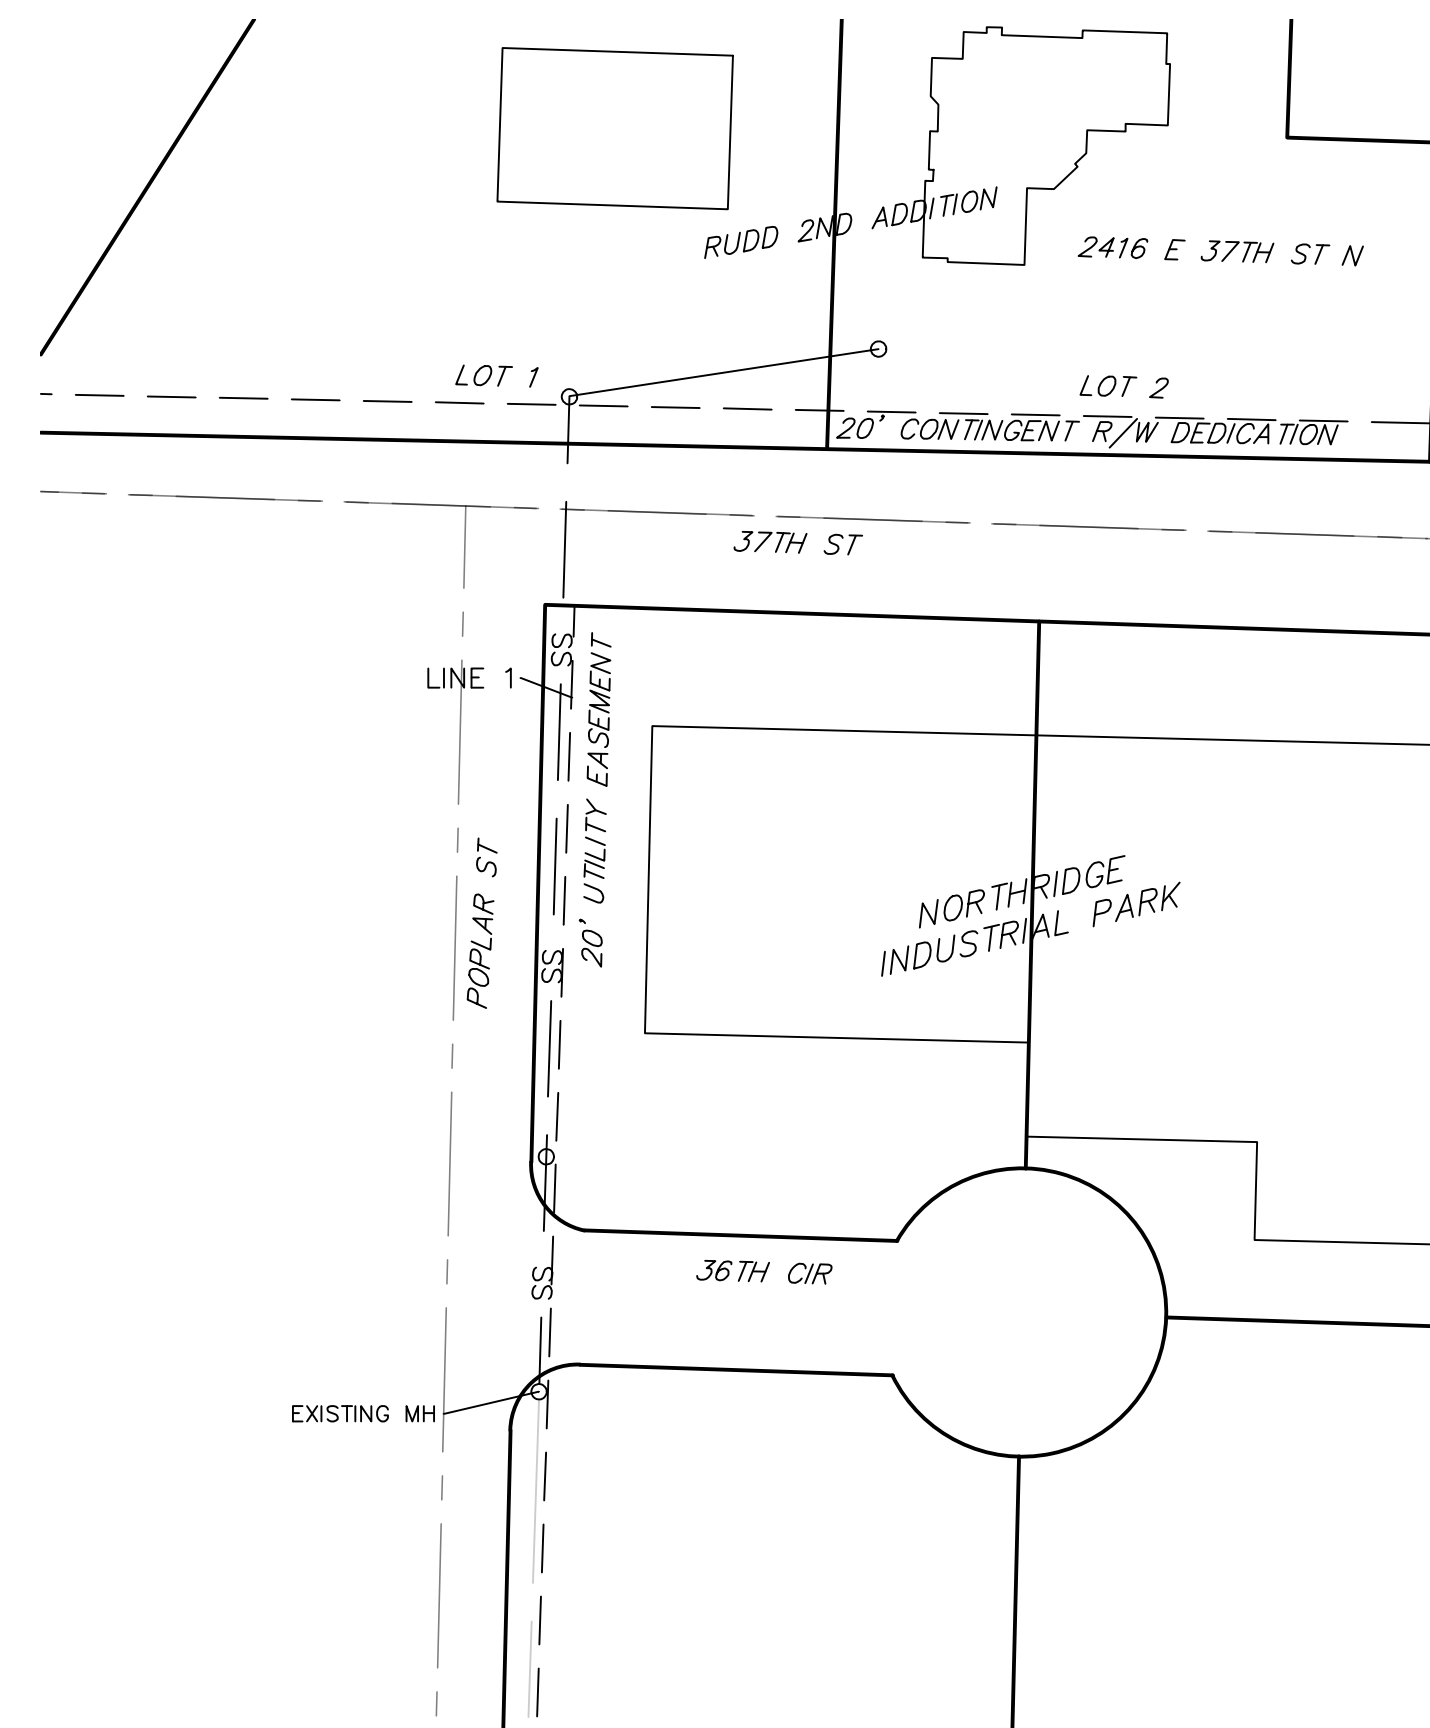 RUDD 2ND ADDITION
2416 E 37TH ST N
LOT 1
LOT 2
20' CONTINGENT R/W DEDICATION
37TH ST
SS
LINE 1
20' UTILITY EASEMENT
POPLAR ST
NORTHRIDGE
INDUSTRIAL PARK
SS
36TH CIR
SS
EXISTING MH